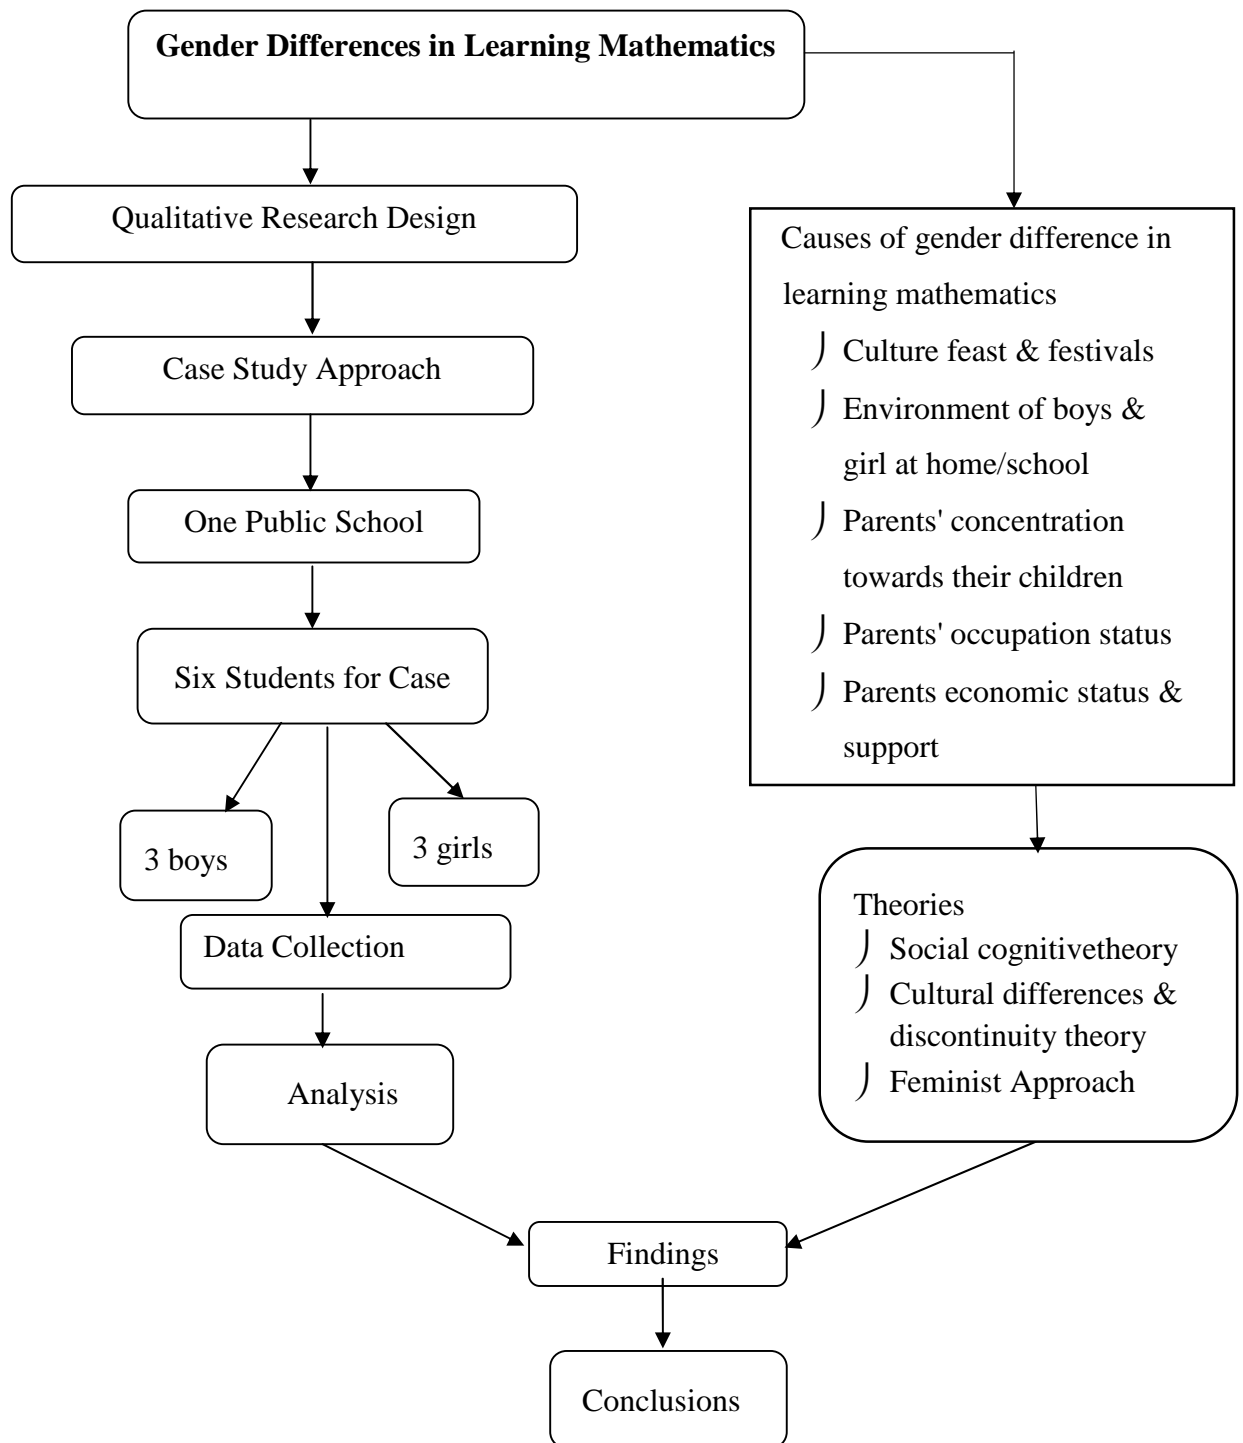 Gender Differences in Learning Mathematics
Qualitative Research Design
Case Study Approach
One Public School
Six Students for Case
3 boys
3 girls
Data Collection
Analysis
Causes of gender difference in
learning mathematics
⌡ Culture feast & festivals
⌡ Environment of boys &
girl at home/school
⌡ Parents' concentration
towards their children
⌡ Parents' occupation status
⌡ Parents economic status &
support
Theories
⌡ Social cognitivetheory
⌡ Cultural differences &
discontinuity theory
⌡ Feminist Approach
Findings
Conclusions